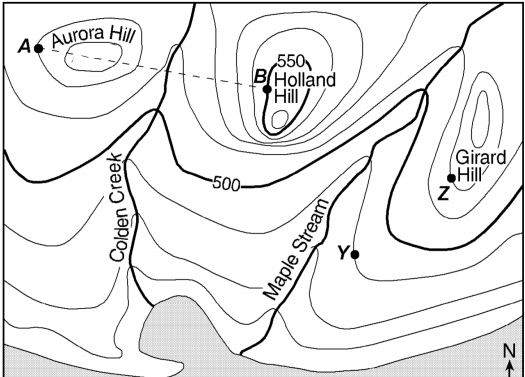 A
Aurora Hill
550
B
Holland
Hill
Girard
Hill
Z
500
Colden Creek
Maple Stream
Y
N